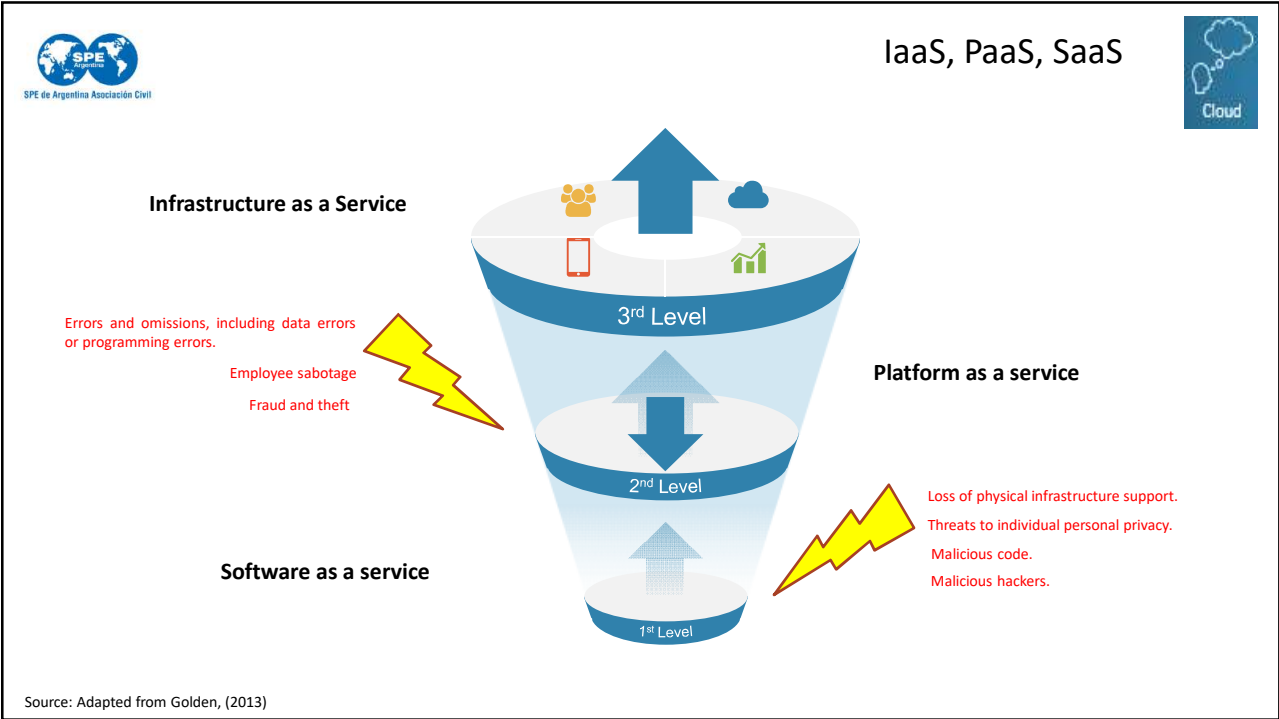 IaaS, PaaS, SaaS
SPE
Argentina
SPE de Argentina Asociación Civil
Cloud
Infrastructure as a Service
3rd Level
Errors and omissions, including data errors
or programming errors.
Employee sabotage
Fraud and theft
Platform as a service
2nd Level
Loss of physical infrastructure support.
Threats to individual personal privacy.
Malicious code.
Malicious hackers.
Software as a service
1st Level
Source: Adapted from Golden, (2013)